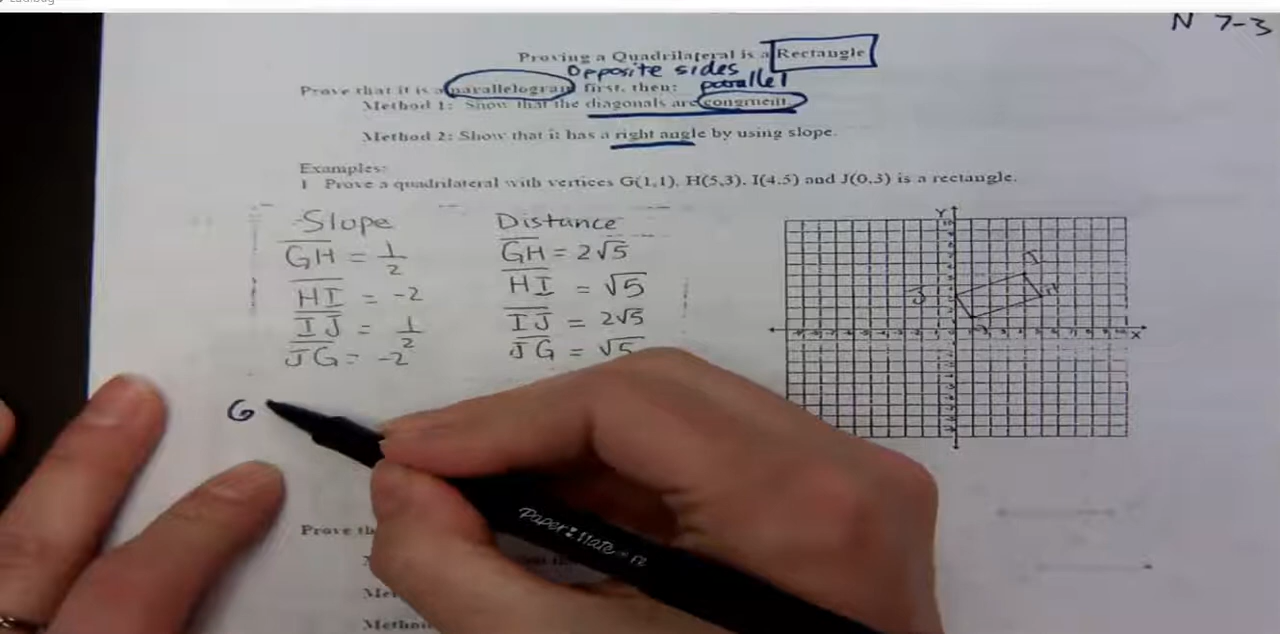 N 7-3
Proving a Quadrilateral is a Rectangle
Opposite sides
parallel
Prove that it is a parallelogram first, then:
Method 1: Show that the diagonals are congruent.
Method 2: Show that it has a right angle by using slope.
Examples:
1 Prove a quadrilateral with vertices G(1,1), H(5,3), I(4,5) and J(0,3) is a rectangle.
Slope
GH = 1/2
HI = -2
IJ = 1/2
JG = -2
Distance
GH = 2√5
HI = √5
IJ = 2√5
JG = √5
Y
J
X
G
Prove th
Paper:Mate
Me
Metho